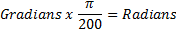 Gradians x π/200 = Radians